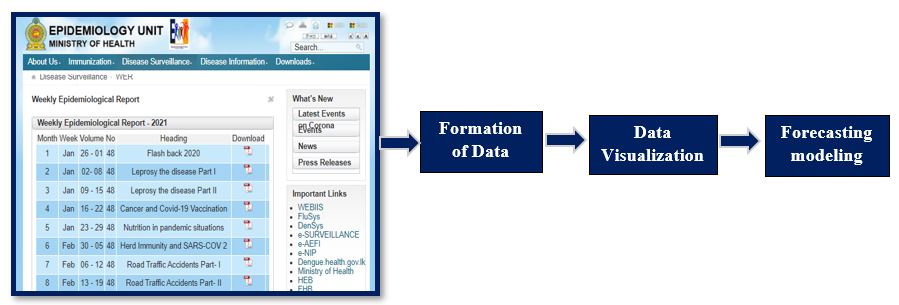 EPIDEMIOLOGY UNIT
MINISTRY OF HEALTH
Search...
About Us Immunization Disease Surveillance Disease Information Downloads
Disease Surveillance WER
Weekly Epidemiological Report
Weekly Epidemiological Report - 2021
Month Week Volume No Heading Download
1 Jan 26 - 01 48 Flash back 2020
2 Jan 02- 08 48 Leprosy the disease Part I
3 Jan 09 - 15 48 Leprosy the disease Part II
4 Jan 16 - 22 48 Cancer and Covid-19 Vaccination
5 Jan 23 - 29 48 Nutrition in pandemic situations
6 Feb 30 - 05 48 Herd Immunity and SARS-COV 2
7 Feb 06 - 12 48 Road Traffic Accidents Part- I
8 Feb 13 - 19 48 Road Traffic Accidents Part- II
What's New
Latest Events
on Corona
Events
News
Press Releases
Important Links
WEBIIS
FluSys
DenSys
e-SURVEILLANCE
e-AEFI
e-NIP
Dengue.health.gov.lk
Ministry of Health
HEB
FHB
Formation
of Data
Data
Visualization
Forecasting
modeling